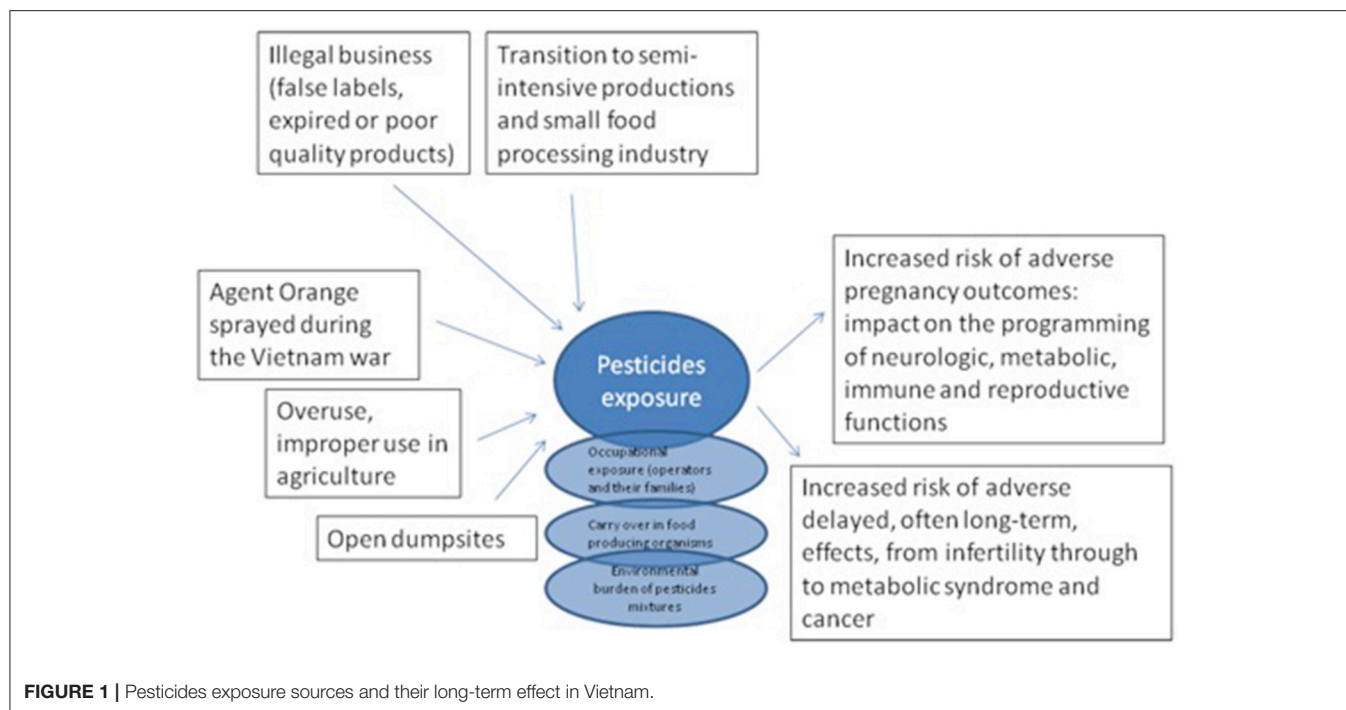 Illegal business
(false labels,
expired or poor
quality products)
Transition to semi-
intensive productions
and small food
processing industry
Agent Orange
sprayed during
the Vietnam war
Overuse,
improper use in
agriculture
Open dumpsites
Pesticides
exposure
Occupational
exposure (operators
and their families)
Carry over in food
producing organisms
Environmental
burden of pesticides
mixtures
Increased risk of adverse
pregnancy outcomes:
impact on the programming
of neurologic, metabolic,
immune and reproductive
functions
Increased risk of adverse
delayed, often long-term,
effects, from infertility through
to metabolic syndrome and
cancer
FIGURE 1 | Pesticides exposure sources and their long-term effect in Vietnam.